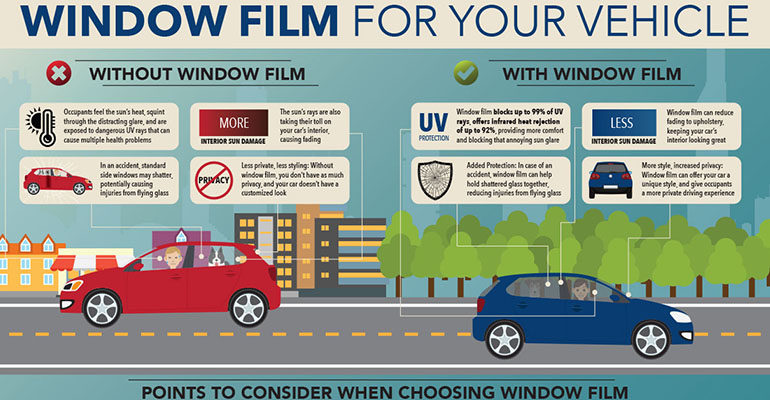 WINDOW FILM FOR YOUR VEHICLE
WITHOUT WINDOW FILM
Occupants feel the sun's heat, squint
through the distracting glare, and are
exposed to dangerous UV rays that can
cause multiple health problems
MORE
INTERIOR SUN DAMAGE
The sun's rays are also
taking their toll on
your car's interior,
causing fading
In an accident, standard
side windows may shatter,
potentially causing
injuries from flying glass
PRIVACY
Less private, less styling: Without
window film, you don't have as much
privacy, and your car doesn't have a
customized look
WITH WINDOW FILM
UV
PROTECTION
Window film blocks up to 99% of UV
rays, offers infrared heat rejection
of up to 92%, providing more comfort
and blocking that annoying sun glare
LESS
INTERIOR SUN DAMAGE
Window film can reduce
fading to upholstery,
keeping your car's
interior looking great
Added Protection: In case of an
accident, window film can help
hold shattered glass together,
reducing injuries from flying glass
More style, increased privacy:
Window film can offer your car a
unique style, and give occupants
a more private driving experience
POINTS TO CONSIDER WHEN CHOOSING WINDOW FILM